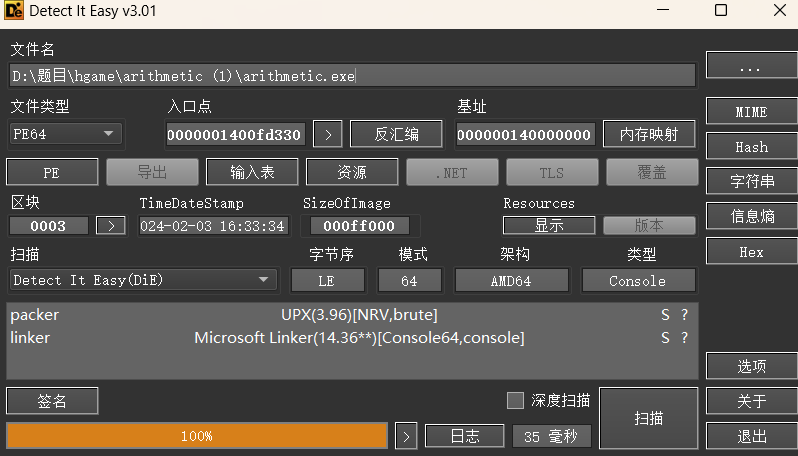 Detect It Easy v3.01
文件名
D:\题目\hgame\arithmetic (1)\arithmetic.exe
...
文件类型 入口点 基址
PE64 0000001400fd330 > 反汇编 000000140000000 内存映射 MIME
Hash
PE 导出 输入表 资源 .NET TLS 覆盖
字符串
区块 TimeDateStamp SizeOfImage Resources
0003 > 024-02-03 16:33:34 000ff000 显示 版本 信息熵
扫描 字节序 模式 架构 类型 Hex
Detect It Easy(DiE) LE 64 AMD64 Console
packer UPX(3.96)[NRV,brute] S ?
linker Microsoft Linker(14.36**)[Console64,console] S ?
选项
签名 深度扫描 扫描 关于
100% > 日志 35 毫秒 退出